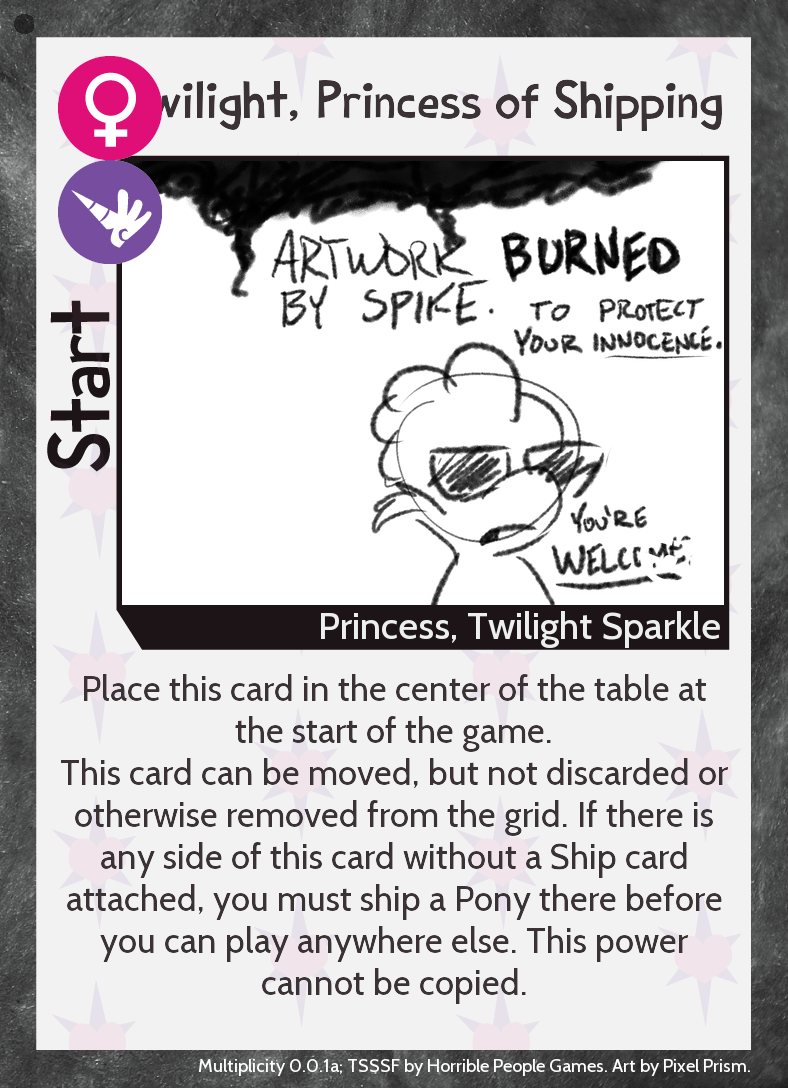 wilight, Princess of Shipping
Start
ARTWORK BURNED
BY SPIKE. TO PROTECT
YOUR INNOCENCE.
YOU'RE
WELCOME
Princess, Twilight Sparkle
Place this card in the center of the table at
the start of the game.
This card can be moved, but not discarded or
otherwise removed from the grid. If there is
any side of this card without a Ship card
attached, you must ship a Pony there before
you can play anywhere else. This power
cannot be copied.
Multiplicity 0.0.1a; TSSSF by Horrible People Games. Art by Pixel Prism.